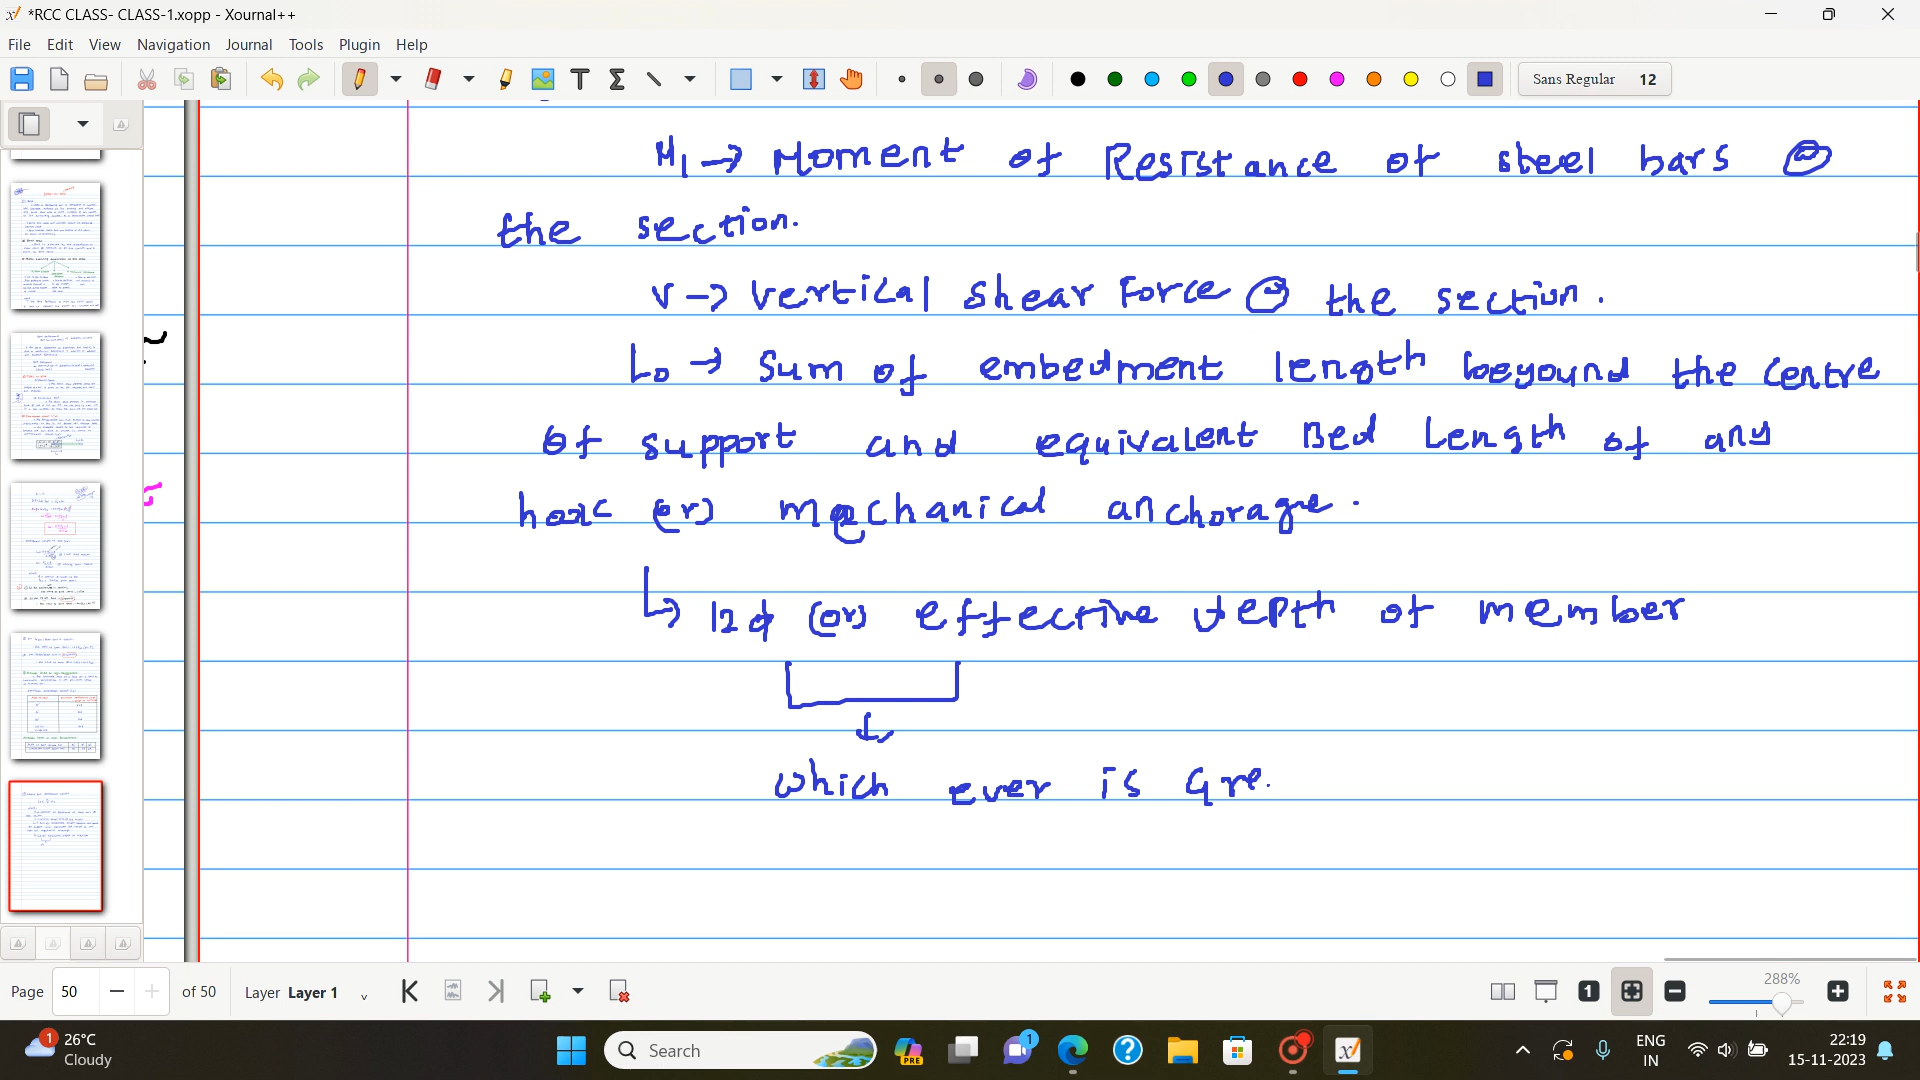 *RCC CLASS- CLASS-1.xopp - Xournal++
File Edit View Navigation Journal Tools Plugin Help
Sans Regular 12
M1 → Moment of Resistance of steel bars @
the section.
V → Vertical Shear Force @ the section.
Lo → Sum of embedment length beyound the centre
of support and equivalent Bed Length of any
hook (or) mechanical anchorage.
↳ 12ϕ (or) effective depth of member
which ever is Gre.
Page 50 of 50 Layer Layer 1 288%
26°C
Cloudy
Search
PRE
ENG
IN
22:19
15-11-2023